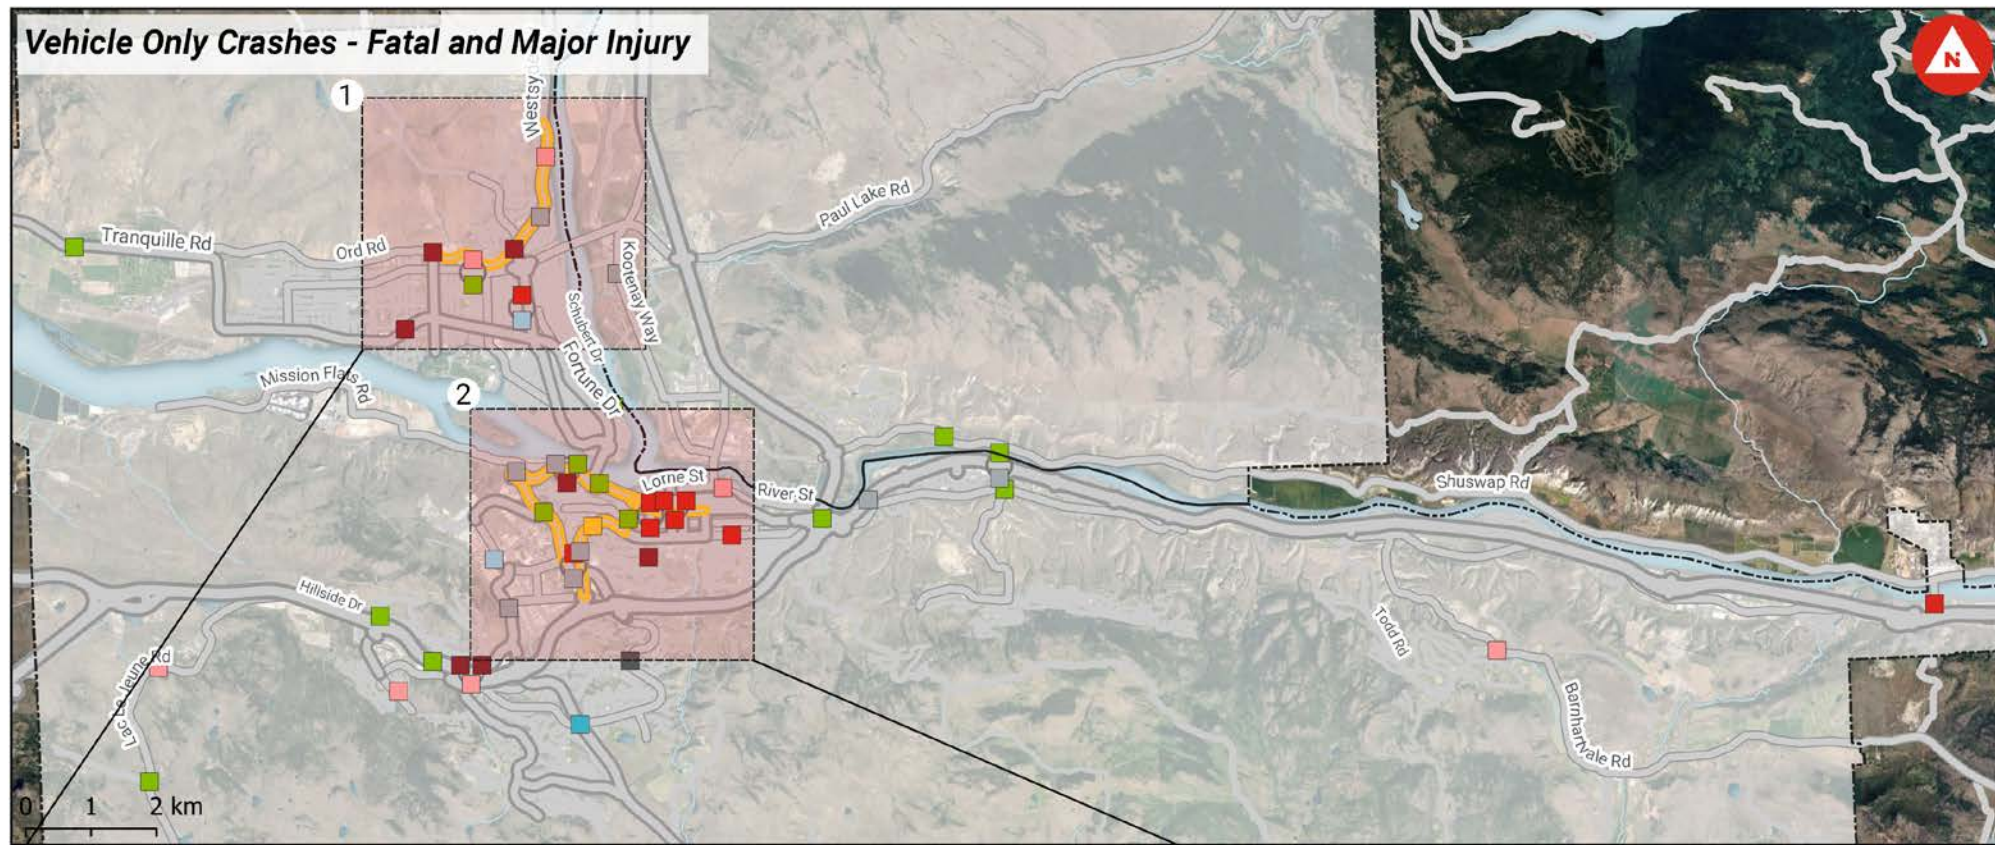 Vehicle Only Crashes - Fatal and Major Injury
N
1
Paul Lake Rd
Tranquille Rd
Ord Rd
Kootenay Way
Schubert Dr
Fortune Dr
Mission Flats Rd
2
Lorne St
River St
Shuswap Rd
Hillside Dr
Todd Rd
Lac Le Jeune Rd
Barnhartvale Rd
0 1 2 km